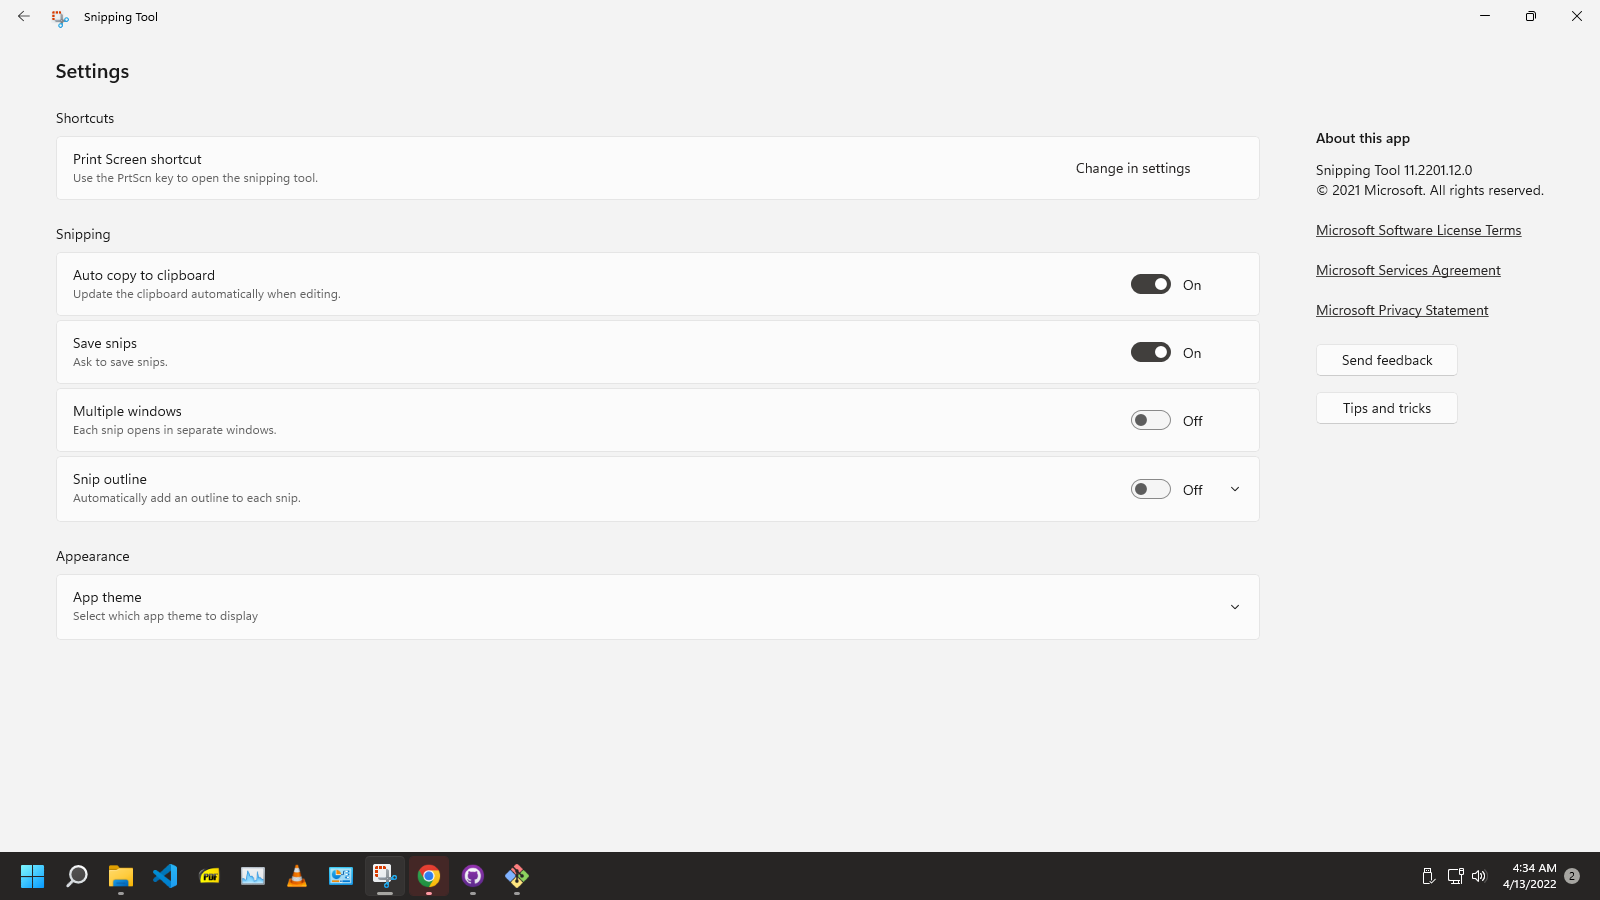 Snipping Tool
Settings
Shortcuts
Print Screen shortcut
Use the PrtScn key to open the snipping tool.
Change in settings
Snipping
Auto copy to clipboard
Update the clipboard automatically when editing.
On
Save snips
Ask to save snips.
On
Multiple windows
Each snip opens in separate windows.
Off
Snip outline
Automatically add an outline to each snip.
Off
Appearance
App theme
Select which app theme to display
About this app
Snipping Tool 11.2201.12.0
© 2021 Microsoft. All rights reserved.
Microsoft Software License Terms
Microsoft Services Agreement
Microsoft Privacy Statement
Send feedback
Tips and tricks
PDF
4:34 AM
4/13/2022
2